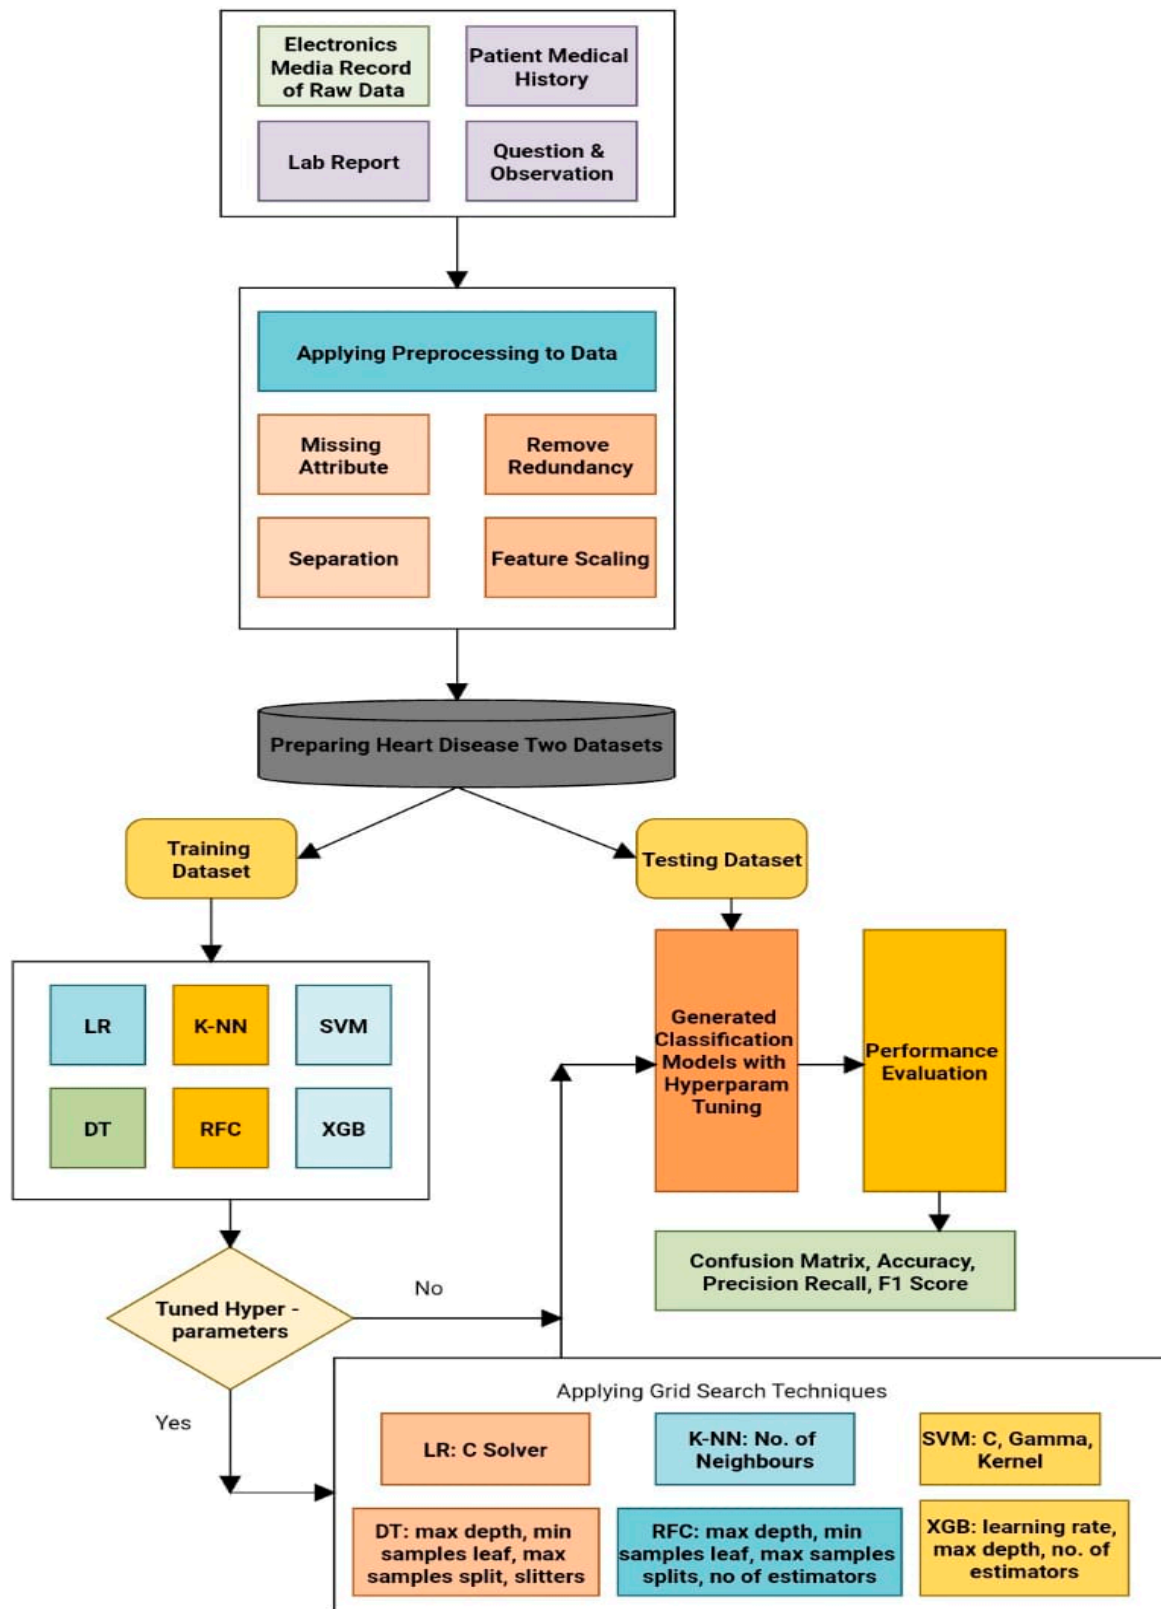 Electronics
Media Record
of Raw Data
Patient Medical
History
Lab Report
Question &
Observation
Applying Preprocessing to Data
Missing
Attribute
Remove
Redundancy
Separation
Feature Scaling
Preparing Heart Disease Two Datasets
Training
Dataset
Testing Dataset
LR
K-NN
SVM
DT
RFC
XGB
Generated
Classification
Models with
Hyperparam
Tuning
Performance
Evaluation
Confusion Matrix, Accuracy,
Precision Recall, F1 Score
Tuned Hyper -
parameters
No
Yes
Applying Grid Search Techniques
LR: C Solver
K-NN: No. of
Neighbours
SVM: C, Gamma,
Kernel
DT: max depth, min
samples leaf, max
samples split, slitters
RFC: max depth, min
samples leaf, max samples
splits, no of estimators
XGB: learning rate,
max depth, no. of
estimators